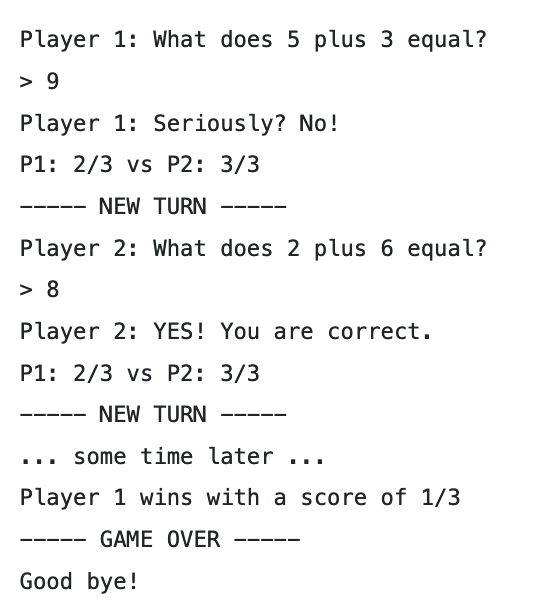 Player 1: What does 5 plus 3 equal?
> 9
Player 1: Seriously? No!
P1: 2/3 vs P2: 3/3
----- NEW TURN -----
Player 2: What does 2 plus 6 equal?
> 8
Player 2: YES! You are correct.
P1: 2/3 vs P2: 3/3
----- NEW TURN -----
... some time later ...
Player 1 wins with a score of 1/3
----- GAME OVER -----
Good bye!